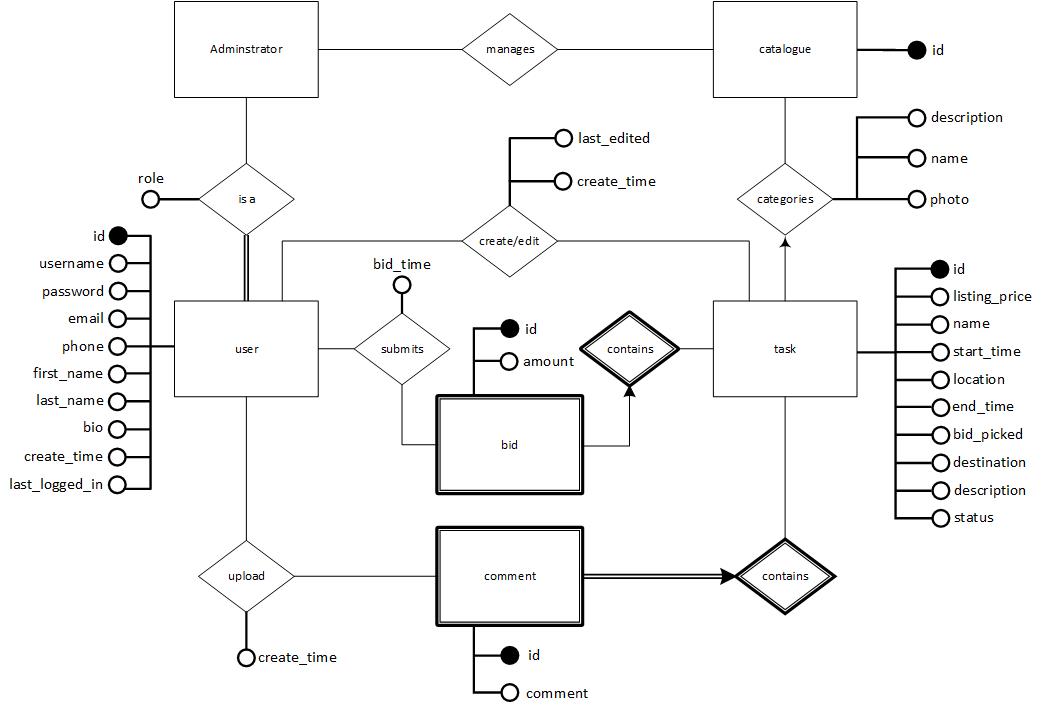 Adminstrator
manages
catalogue
id
description
name
photo
categories
last_edited
create_time
create/edit
role
is a
id
username
password
email
phone
first_name
last_name
bio
create_time
last_logged_in
user
bid_time
submits
id
amount
bid
contains
task
id
listing_price
name
start_time
location
end_time
bid_picked
destination
description
status
upload
create_time
comment
id
comment
contains